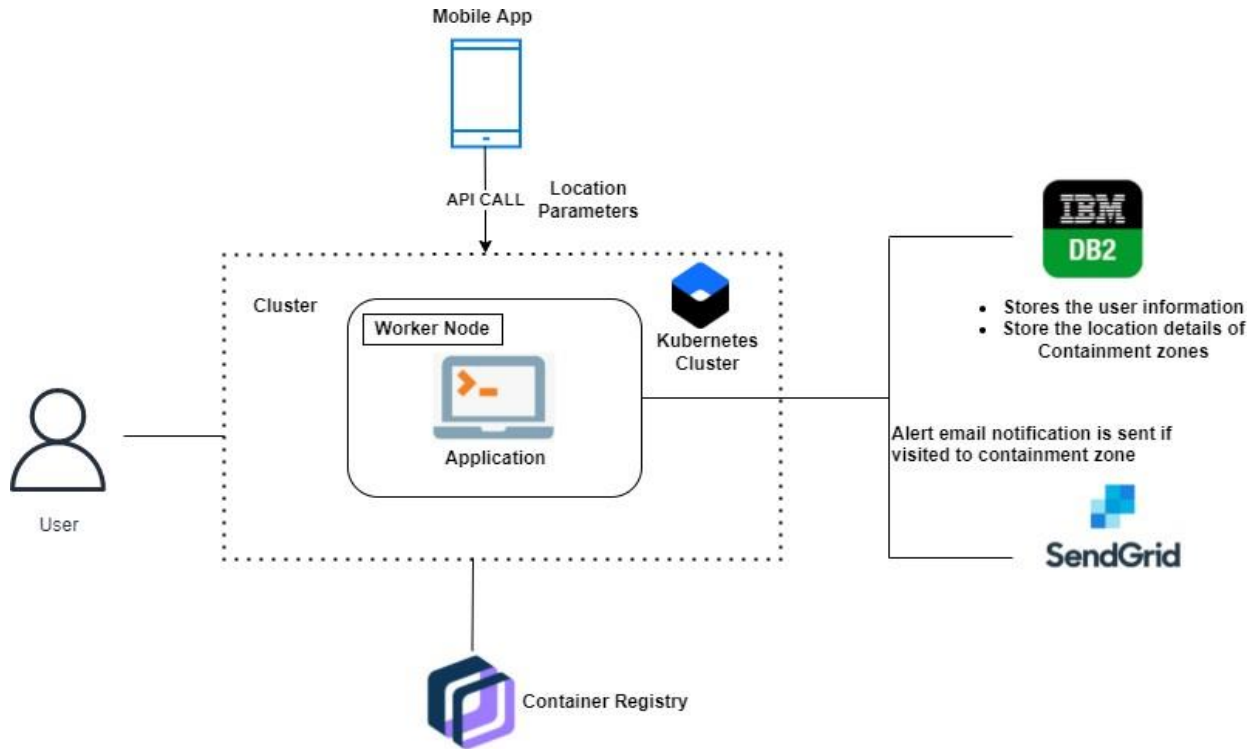 Mobile App
API CALL
Location
Parameters
Cluster
Worker Node
Application
Kubernetes
Cluster
IBM
DB2
• Stores the user information
• Store the location details of
Containment zones
User
Alert email notification is sent if
visited to containment zone
SendGrid
Container Registry